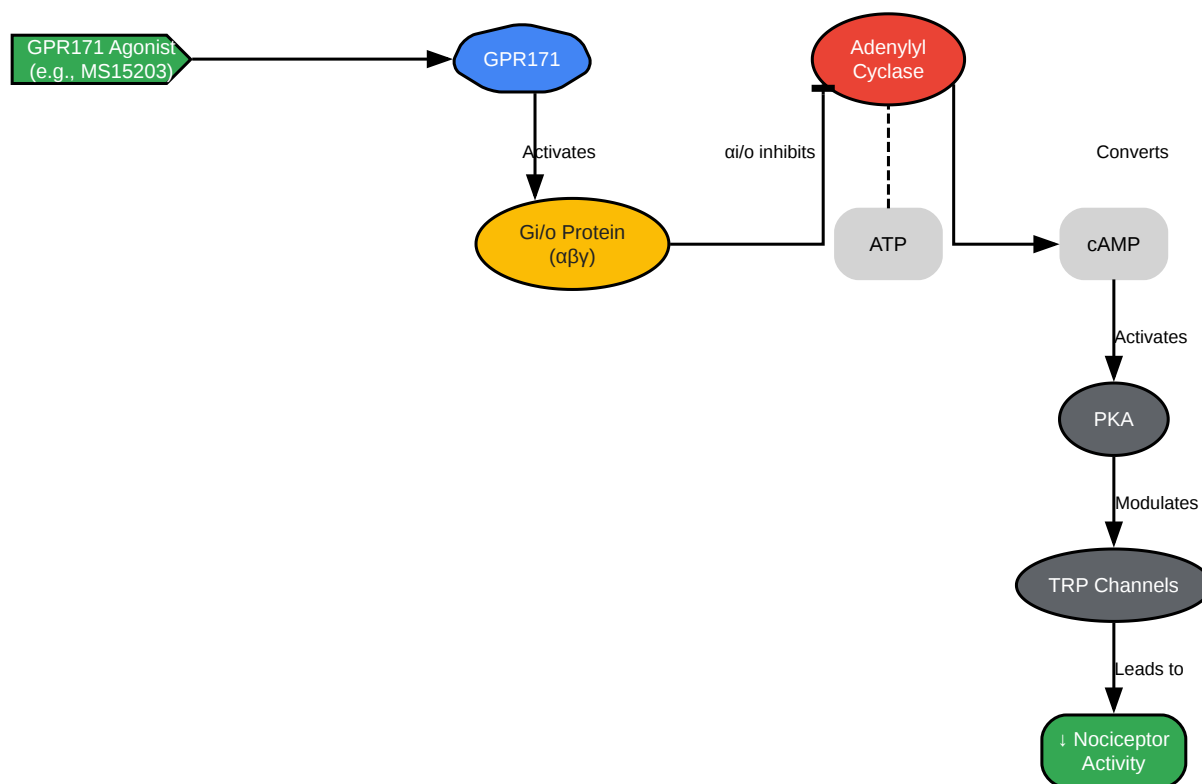 GPR171 Agonist
(e.g., MS15203)
GPR171
Adenylyl
Cyclase
Activates
αi/o inhibits
Converts
Gi/o Protein
(αβγ)
ATP
cAMP
Activates
PKA
Modulates
TRP Channels
Leads to
↓ Nociceptor
Activity